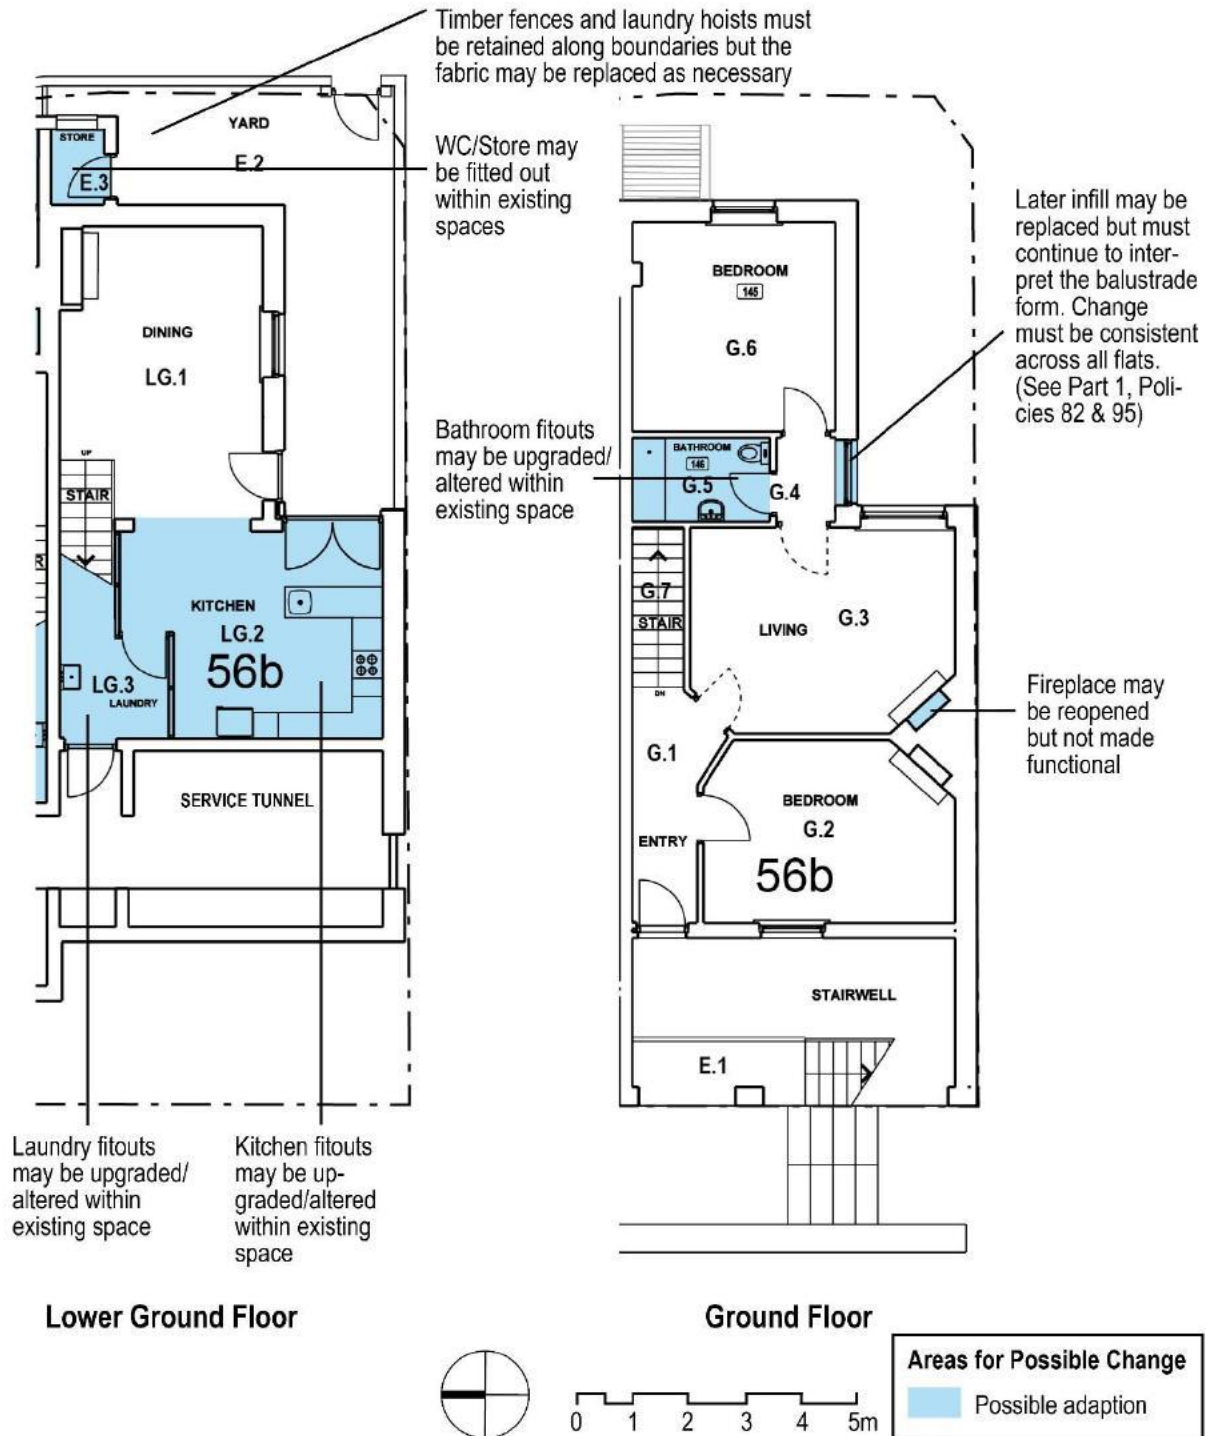 Timber fences and laundry hoists must
be retained along boundaries but the
fabric may be replaced as necessary
YARD
E.2
STORE
E.3
WC/Store may
be fitted out
within existing
spaces
DINING
LG.1
UP
STAIR
KITCHEN
LG.2
56b
LG.3
LAUNDRY
SERVICE TUNNEL
Laundry fitouts
may be upgraded/
altered within
existing space
Kitchen fitouts
may be up-
graded/altered
within existing
space
Lower Ground Floor
BEDROOM
145
G.6
Later infill may be
replaced but must
continue to inter-
pret the balustrade
form. Change
must be consistent
across all flats.
(See Part 1, Poli-
cies 82 & 95)
Bathroom fitouts
may be upgraded/
altered within
existing space
BATHROOM
146
G.5
G.4
G.7
STAIR
DN
LIVING
G.3
Fireplace may
be reopened
but not made
functional
G.1
ENTRY
BEDROOM
G.2
56b
STAIRWELL
E.1
Ground Floor
0 1 2 3 4 5m
Areas for Possible Change
Possible adaption